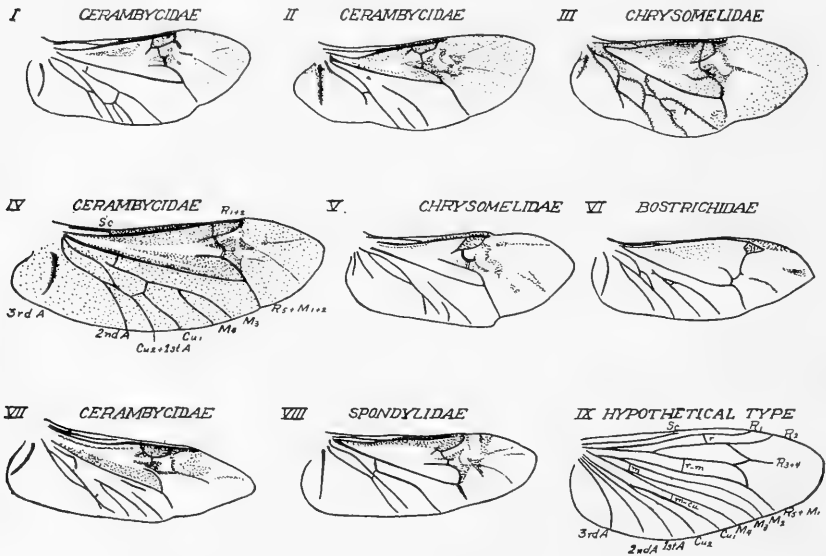 I CERAMBYCIDAE
II CERAMBYCIDAE
III CHRYSOMELIDAE
IV CERAMBYCIDAE
Sc
R1+2
3rd A
2nd A
Cu2+1st A
Cu1
M4
M3
R5+M1+2
V. CHRYSOMELIDAE
VI BOSTRICHIDAE
VII CERAMBYCIDAE
VIII SPONDYLIDAE
IX HYPOTHETICAL TYPE
Sc
R1
R2
r
R3+4
r-m
m
m-cu
R5+M1
M2
M3
M4
Cu1
Cu2
1st A
2nd A
3rd A